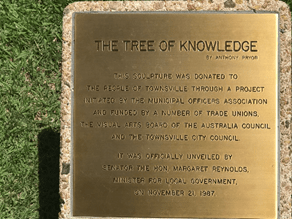 THE TREE OF KNOWLEDGE
BY ANTHONY PRYOR
THIS SCULPTURE WAS DONATED TO
THE PEOPLE OF TOWNSVILLE THROUGH A PROJECT
INITIATED BY THE MUNICIPAL OFFICERS ASSOCIATION
AND FUNDED BY A NUMBER OF TRADE UNIONS,
THE VISUAL ARTS BOARD OF THE AUSTRALIA COUNCIL
AND THE TOWNSVILLE CITY COUNCIL.
IT WAS OFFICIALLY UNVEILED BY
SENATOR THE HON. MARGARET REYNOLDS,
MINISTER FOR LOCAL GOVERNMENT,
ON NOVEMBER 21, 1987.